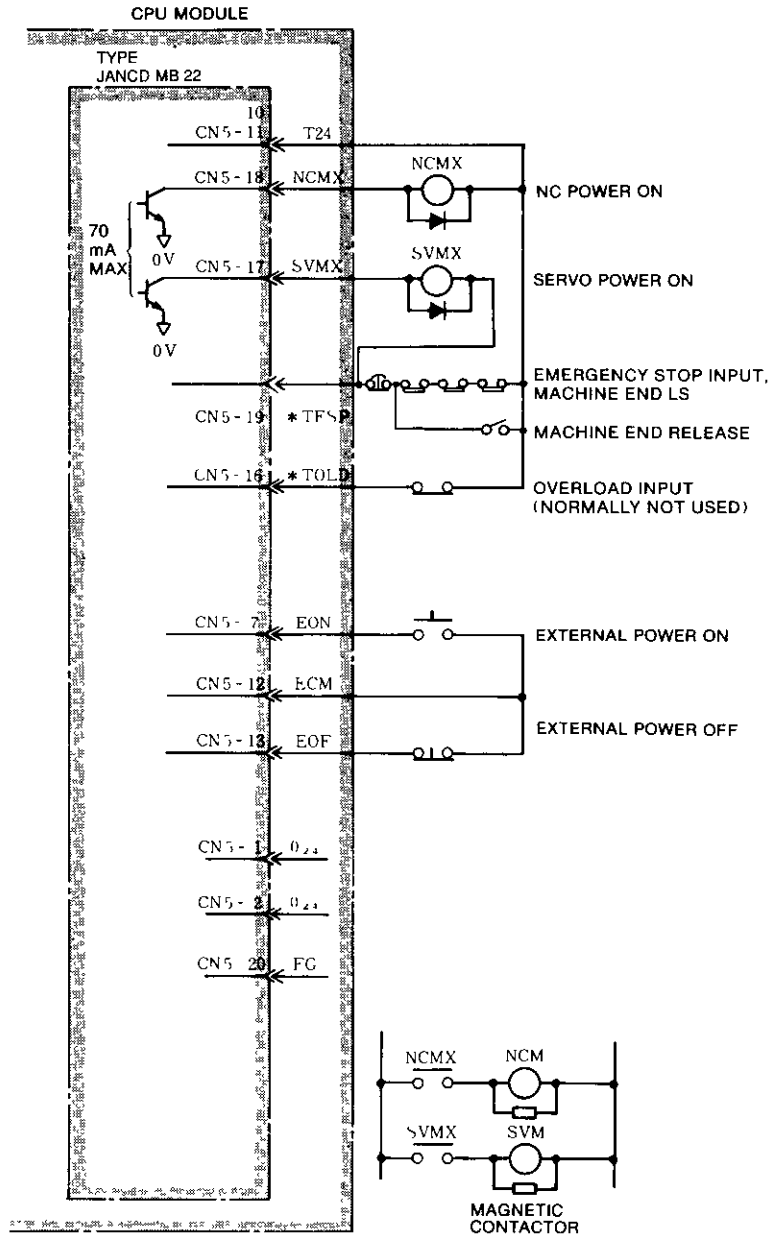 CPU MODULE
TYPE
JANCD MB 22
10
CN5-11 T24
NCMX
CN5-18 NCMX
NC POWER ON
70
mA
MAX
0V
SVMX
CN5-17 SVMX
SERVO POWER ON
0V
EMERGENCY STOP INPUT,
MACHINE END LS
CN5-19
MACHINE END RELEASE
CN5-16 *TOLD
OVERLOAD INPUT
(NORMALLY NOT USED)
CN5-7 EON
EXTERNAL POWER ON
CN5-12 ECM
EXTERNAL POWER OFF
CN5-13 EOF
CN5-1 0₂₄
CN5-2 0₂₄
CN5 20 FG
NCMX NCM
SVMX SVM
MAGNETIC
CONTACTOR